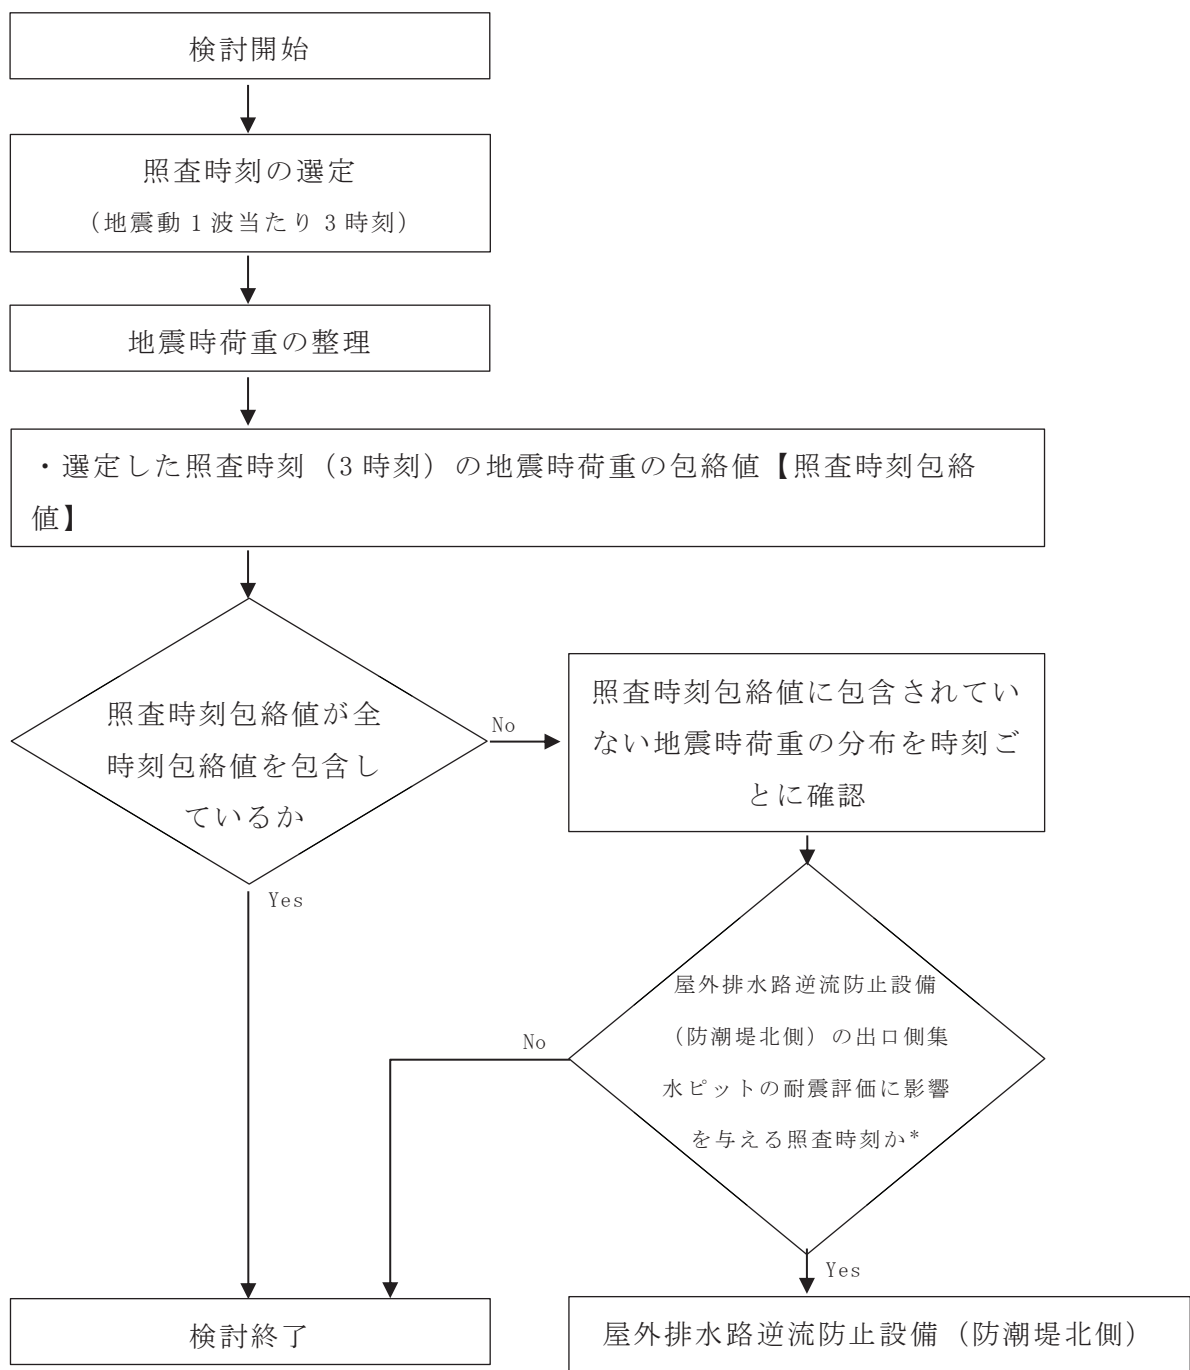 検討開始
照査時刻の選定
（地震動1波当たり3時刻）
地震時荷重の整理
・選定した照査時刻（3時刻）の地震時荷重の包絡値【照査時刻包絡
値】
照査時刻包絡値が全
時刻包絡値を包含し
ているか
No
Yes
照査時刻包絡値に包含されてい
ない地震時荷重の分布を時刻ご
とに確認
屋外排水路逆流防止設備
（防潮堤北側）の出口側集
水ピットの耐震評価に影響
を与える照査時刻か*
No
Yes
検討終了
屋外排水路逆流防止設備（防潮堤北側）